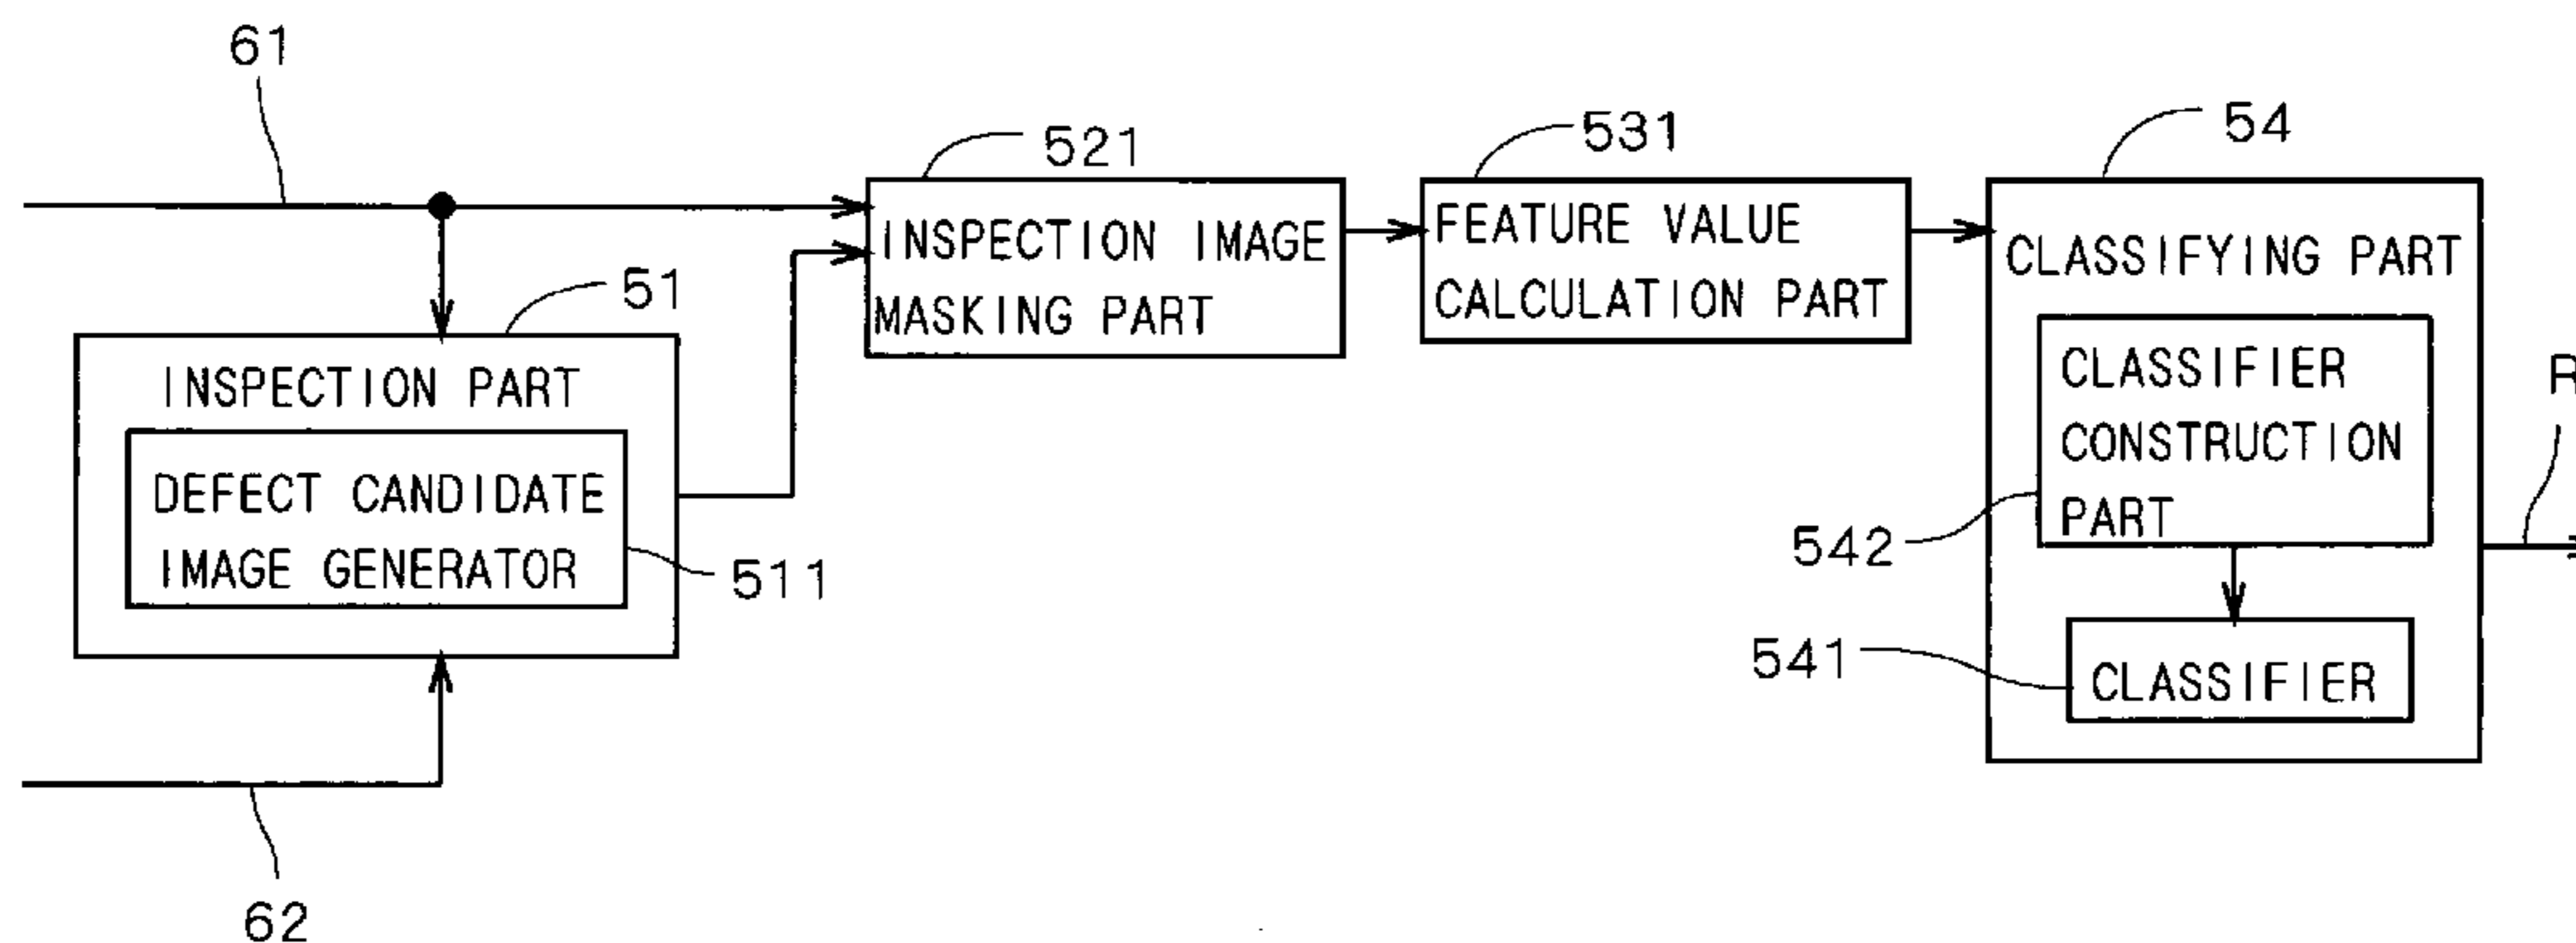 61
521
INSPECTION IMAGE
MASKING PART
531
FEATURE VALUE
CALCULATION PART
54
CLASSIFYING PART
CLASSIFIER
CONSTRUCTION
PART
542
541
CLASSIFIER
R
51
INSPECTION PART
DEFECT CANDIDATE
IMAGE GENERATOR
511
62